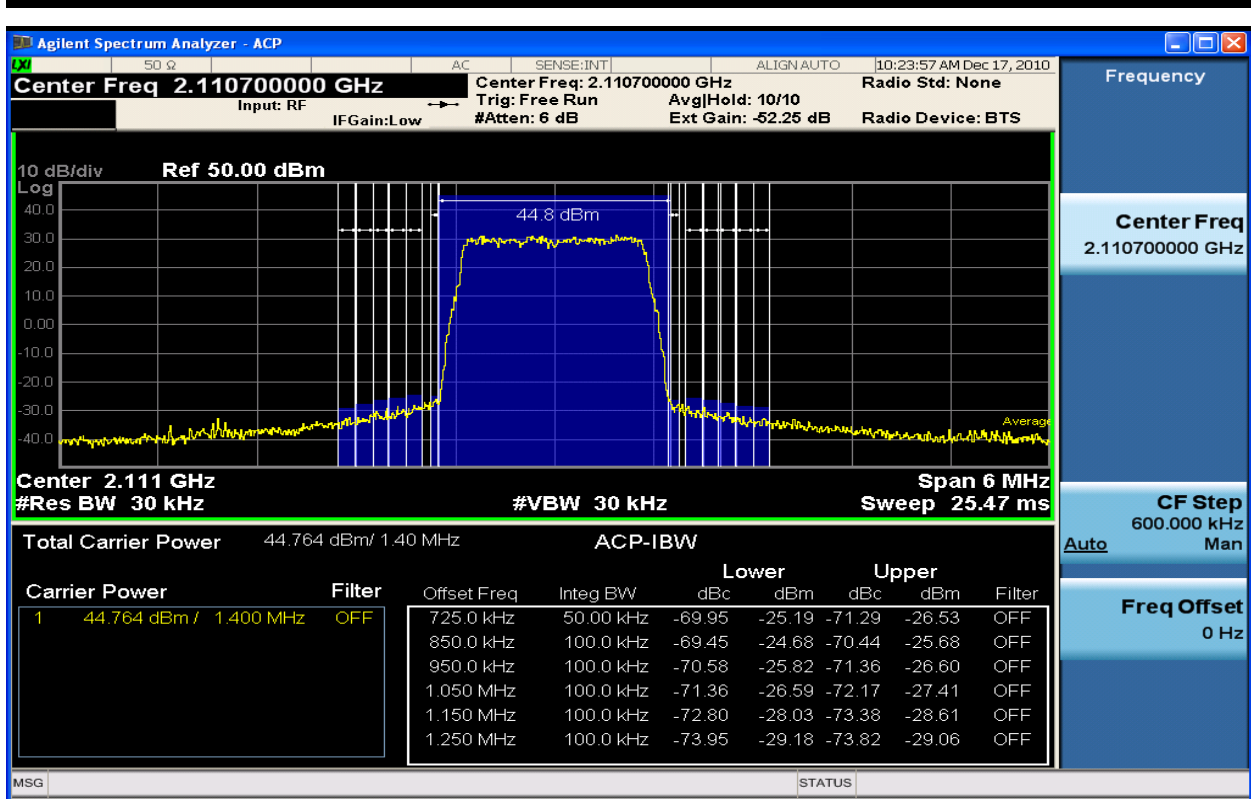 Agilent Spectrum Analyzer - ACP
LXI 50 Ω AC SENSE:INT ALIGN AUTO 10:23:57 AM Dec 17, 2010
Center Freq 2.110700000 GHz
Input: RF
IFGain:Low
Center Freq: 2.110700000 GHz
Trig: Free Run Avg|Hold: 10/10
#Atten: 6 dB Ext Gain: -52.25 dB
Radio Std: None
Radio Device: BTS
10 dB/div Ref 50.00 dBm
Log
40.0
30.0
20.0
10.0
0.00
-10.0
-20.0
-30.0
-40.0
44.8 dBm
Average
Center 2.111 GHz Span 6 MHz
#Res BW 30 kHz #VBW 30 kHz Sweep 25.47 ms
Total Carrier Power 44.764 dBm/ 1.40 MHz ACP-IBW
Carrier Power Filter
1 44.764 dBm / 1.400 MHz OFF
Lower Upper
Offset Freq Integ BW dBc dBm dBc dBm Filter
725.0 kHz 50.00 kHz -69.95 -25.19 -71.29 -26.53 OFF
850.0 kHz 100.0 kHz -69.45 -24.68 -70.44 -25.68 OFF
950.0 kHz 100.0 kHz -70.58 -25.82 -71.36 -26.60 OFF
1.050 MHz 100.0 kHz -71.36 -26.59 -72.17 -27.41 OFF
1.150 MHz 100.0 kHz -72.80 -28.03 -73.38 -28.61 OFF
1.250 MHz 100.0 kHz -73.95 -29.18 -73.82 -29.06 OFF
MSG STATUS
Frequency
Center Freq
2.110700000 GHz
CF Step
600.000 kHz
Auto Man
Freq Offset
0 Hz